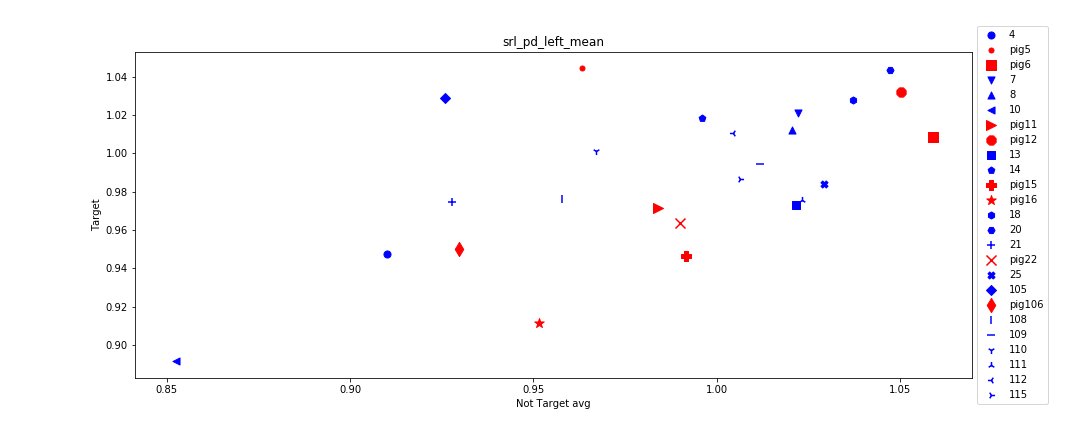 srl_pd_left_mean
Target
1.04
1.02
1.00
0.98
0.96
0.94
0.92
0.90
0.85
0.90
0.95
1.00
1.05
Not Target avg
4
pig5
pig6
7
8
10
pig11
pig12
13
14
pig15
pig16
18
20
21
pig22
25
105
pig106
108
109
110
111
112
115